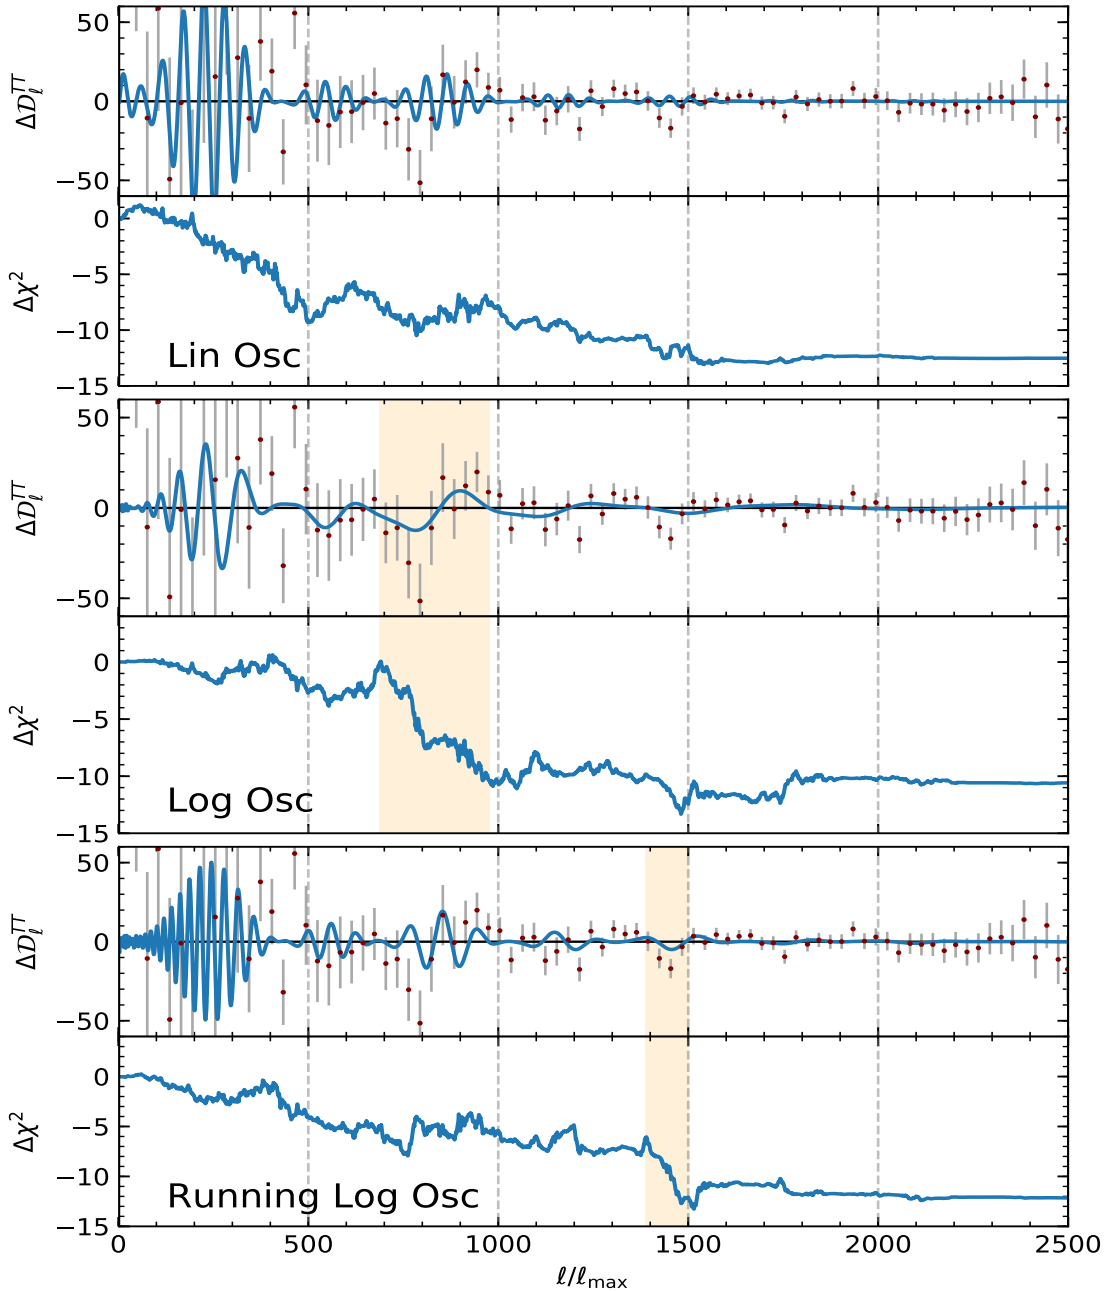 50
0
−50
ΔD_ℓ^{TT}
0
−5
−10
−15
Δχ²
Lin Osc
50
0
−50
ΔD_ℓ^{TT}
0
−5
−10
−15
Δχ²
Log Osc
50
0
−50
ΔD_ℓ^{TT}
0
−5
−10
−15
Δχ²
Running Log Osc
0 500 1000 1500 2000 2500
ℓ/ℓ_max